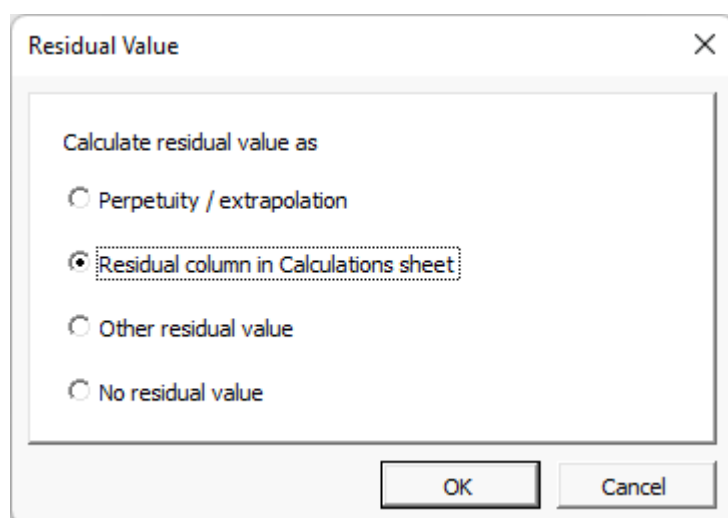 Residual Value
Calculate residual value as
Perpetuity / extrapolation
Residual column in Calculations sheet
Other residual value
No residual value
OK
Cancel